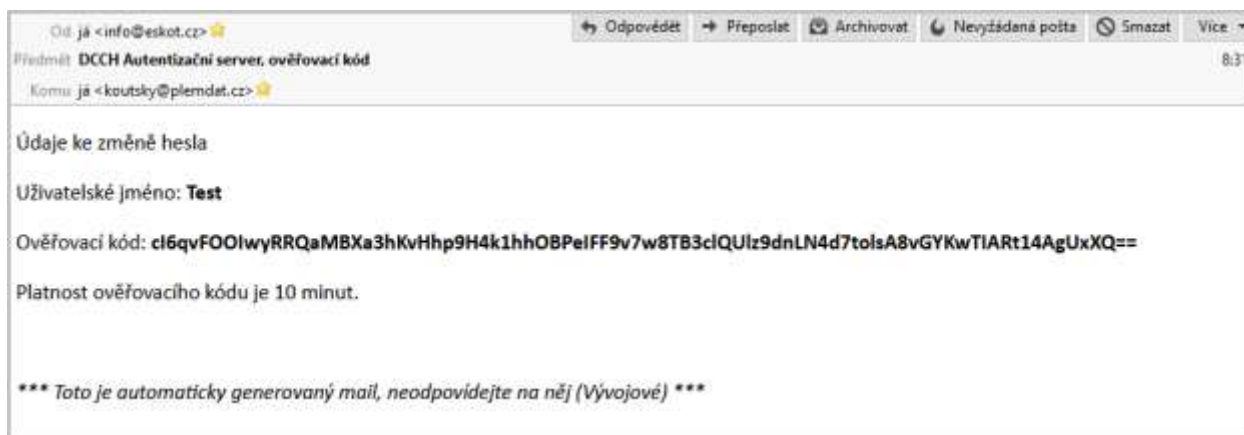 Od já <info@eskot.cz>
Odpovědět Přeposlat Archivovat Nevyžádaná pošta Smazat Více
Předmět DCCH Autentizační server, ověřovací kód
Komu já <koutsky@plemdat.cz>
Údaje ke změně hesla
Uživatelské jméno: Test
Ověřovací kód:
Platnost ověřovacího kódu je 10 minut.
*** Toto je automaticky generovaný mail, neodpovídejte na něj (Vývojové) ***